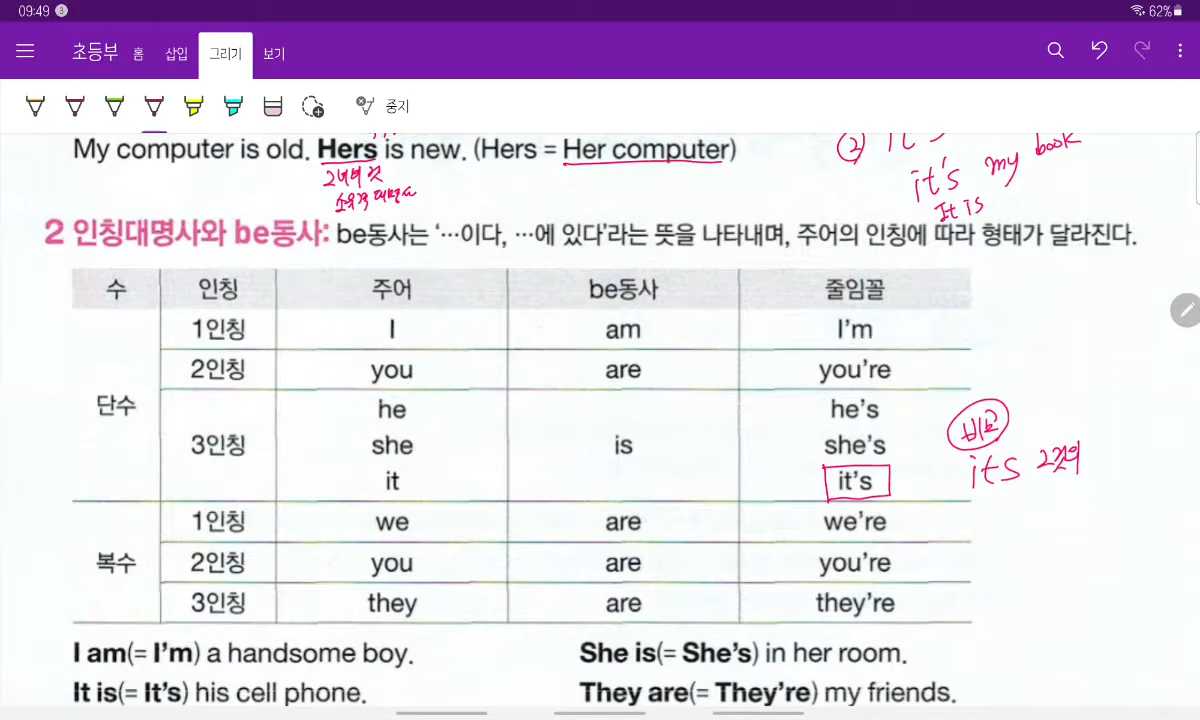 09:49 3 62%
초등부 홈 삽입 그리기 보기
중지
My computer is old. Hers is new. (Hers = Her computer)
그녀의 것
소유격 대명사
② it's
it's my book
It is
2 인칭대명사와 be동사: be동사는 ‘…이다, …에 있다’라는 뜻을 나타내며, 주어의 인칭에 따라 형태가 달라진다.
수 인칭 주어 be동사 줄임꼴
단수 1인칭 I am I’m
2인칭 you are you’re
3인칭 he is he’s
she she’s
it it’s
비교
its 그것의
복수 1인칭 we are we’re
2인칭 you are you’re
3인칭 they are they’re
I am(= I’m) a handsome boy. She is(= She’s) in her room.
It is(= It’s) his cell phone. They are(= They’re) my friends.